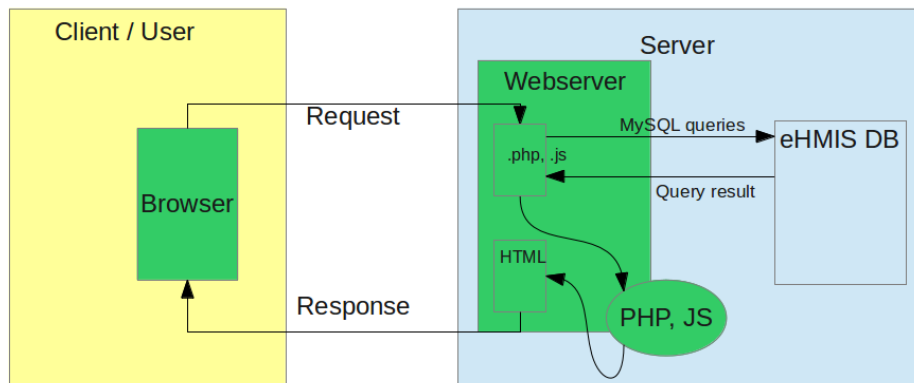 Client / User
Server
Webserver
Request
MySQL queries
eHMIS DB
.php, .js
Query result
Browser
HTML
Response
PHP, JS